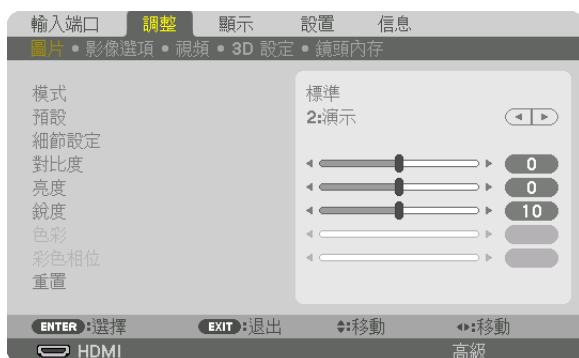 輸入端口 調整 顯示 設置 信息
圖片 • 影像選項 • 視頻 • 3D 設定 • 鏡頭內存
模式 標準
預設 2:演示
細節設定
對比度 0
亮度 0
銳度 10
色彩
彩色相位
重置
ENTER:選擇 EXIT:退出 ♦:移動 ◂▸:移動
HDMI 高級